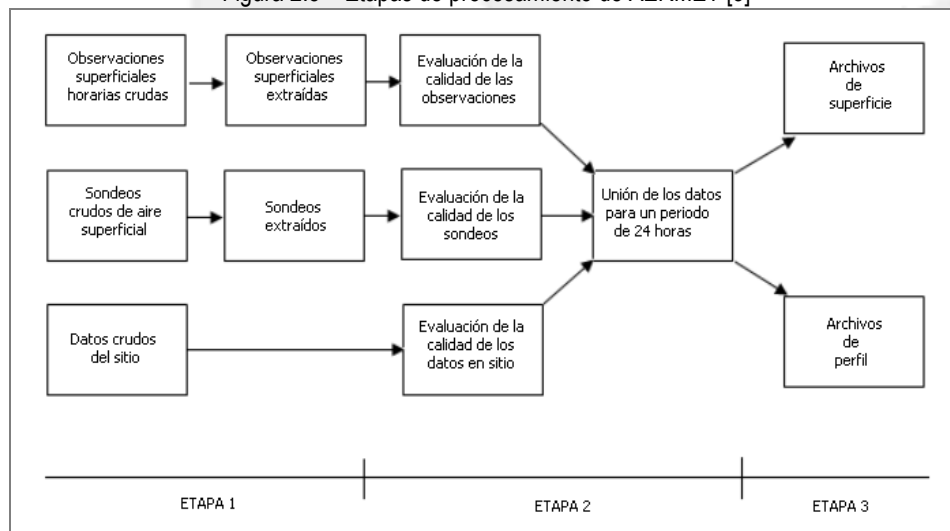 Observaciones
superficiales
horarias crudas
Observaciones
superficiales
extraídas
Evaluación de la
calidad de las
observaciones
Archivos
de
superficie
Sondeos
crudos de aire
superficial
Sondeos
extraídos
Evaluación de la
calidad de los
sondeos
Unión de los datos
para un periodo
de 24 horas
Datos crudos
del sitio
Evaluación de la
calidad de los
datos en sitio
Archivos
de
perfil
ETAPA 1
ETAPA 2
ETAPA 3